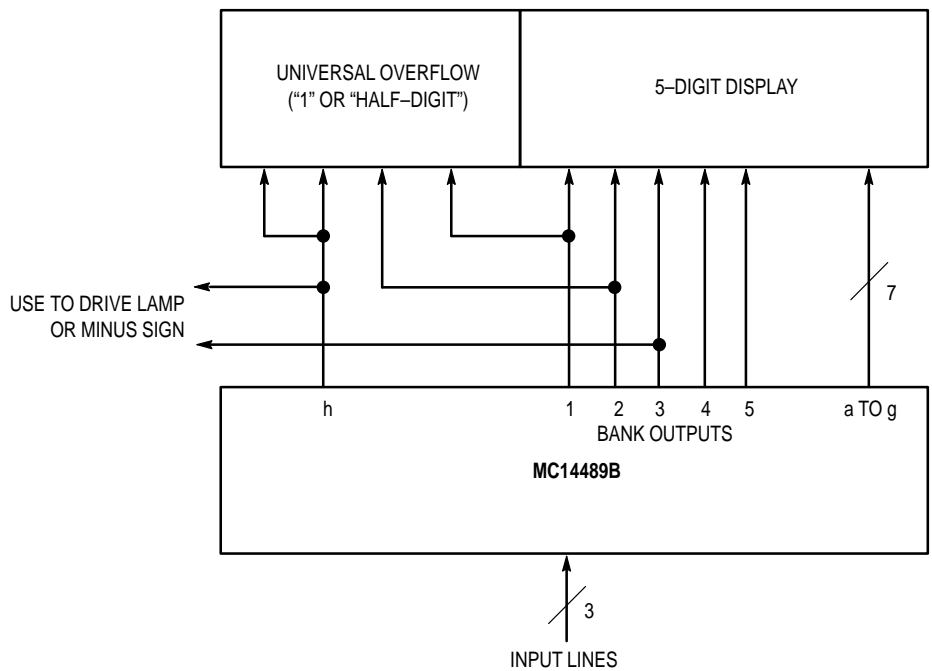 UNIVERSAL OVERFLOW
(“1” OR “HALF–DIGIT”)
5–DIGIT DISPLAY
USE TO DRIVE LAMP
OR MINUS SIGN
7
h
1
2
3
4
5
a TO g
BANK OUTPUTS
MC14489B
3
INPUT LINES